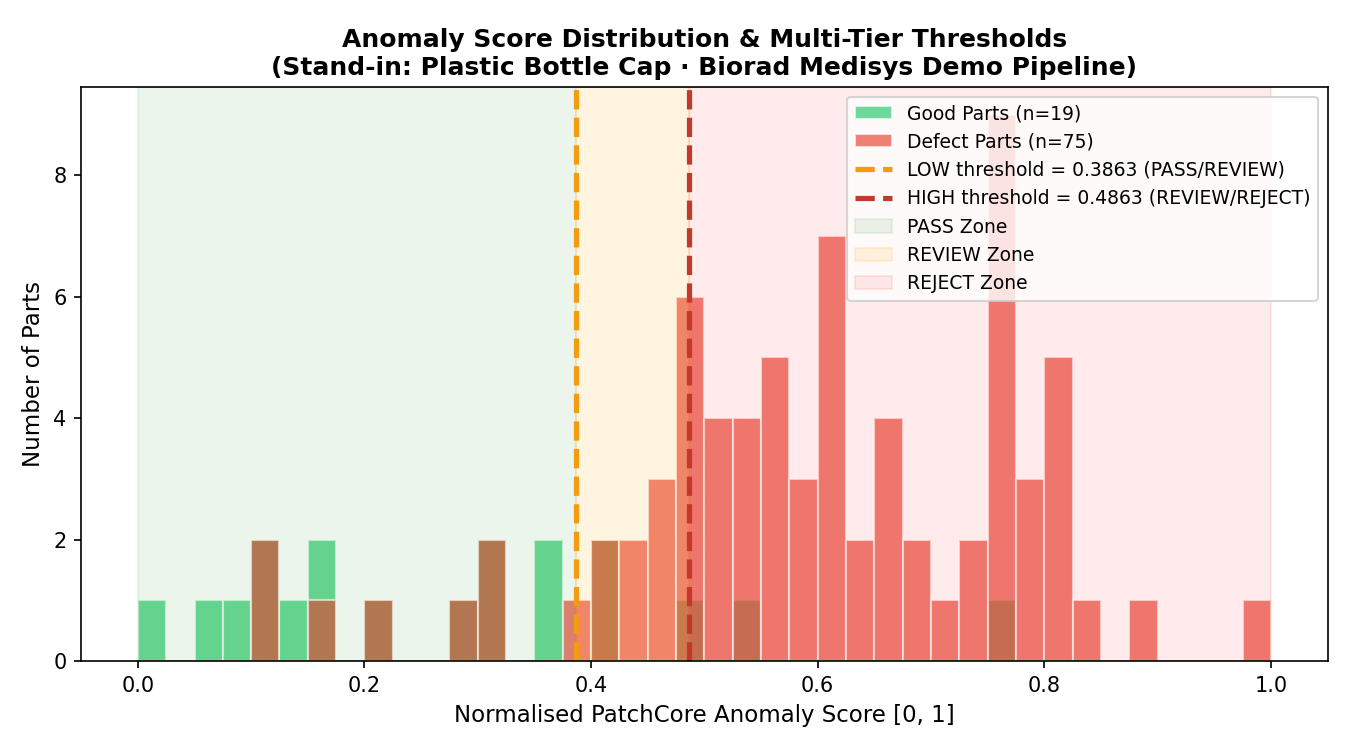 Anomaly Score Distribution & Multi-Tier Thresholds
(Stand-in: Plastic Bottle Cap · Biorad Medisys Demo Pipeline)
Good Parts (n=19)
Defect Parts (n=75)
LOW threshold = 0.3863 (PASS/REVIEW)
HIGH threshold = 0.4863 (REVIEW/REJECT)
PASS Zone
REVIEW Zone
REJECT Zone
Number of Parts
8
6
4
2
0
0.0 0.2 0.4 0.6 0.8 1.0
Normalised PatchCore Anomaly Score [0, 1]